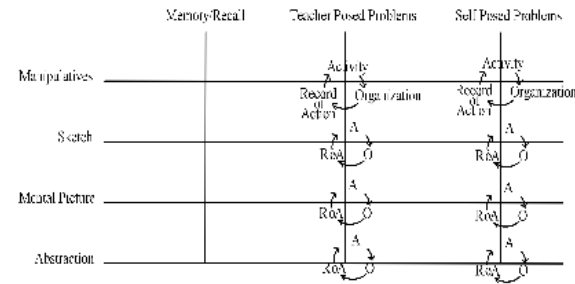 Memory/Recall Teacher Posed Problems Self Posed Problems
Manipulatives
Activity Activity
Record of Action Organization Record of Action Organization
Sketch
A A
RoA O RoA O
Mental Picture
A A
RoA O RoA O
Abstraction
A A
RoA O RoA O